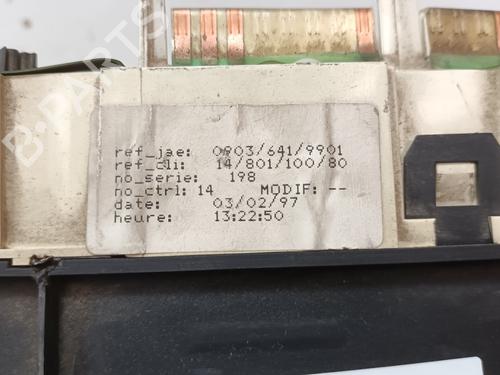 ref_jae: 0903/641/9901
ref_cli: 14/801/100/80
no_serie: 198
no_ctrl: 14 MODIF: --
date: 03/02/97
heure: 13:22:50